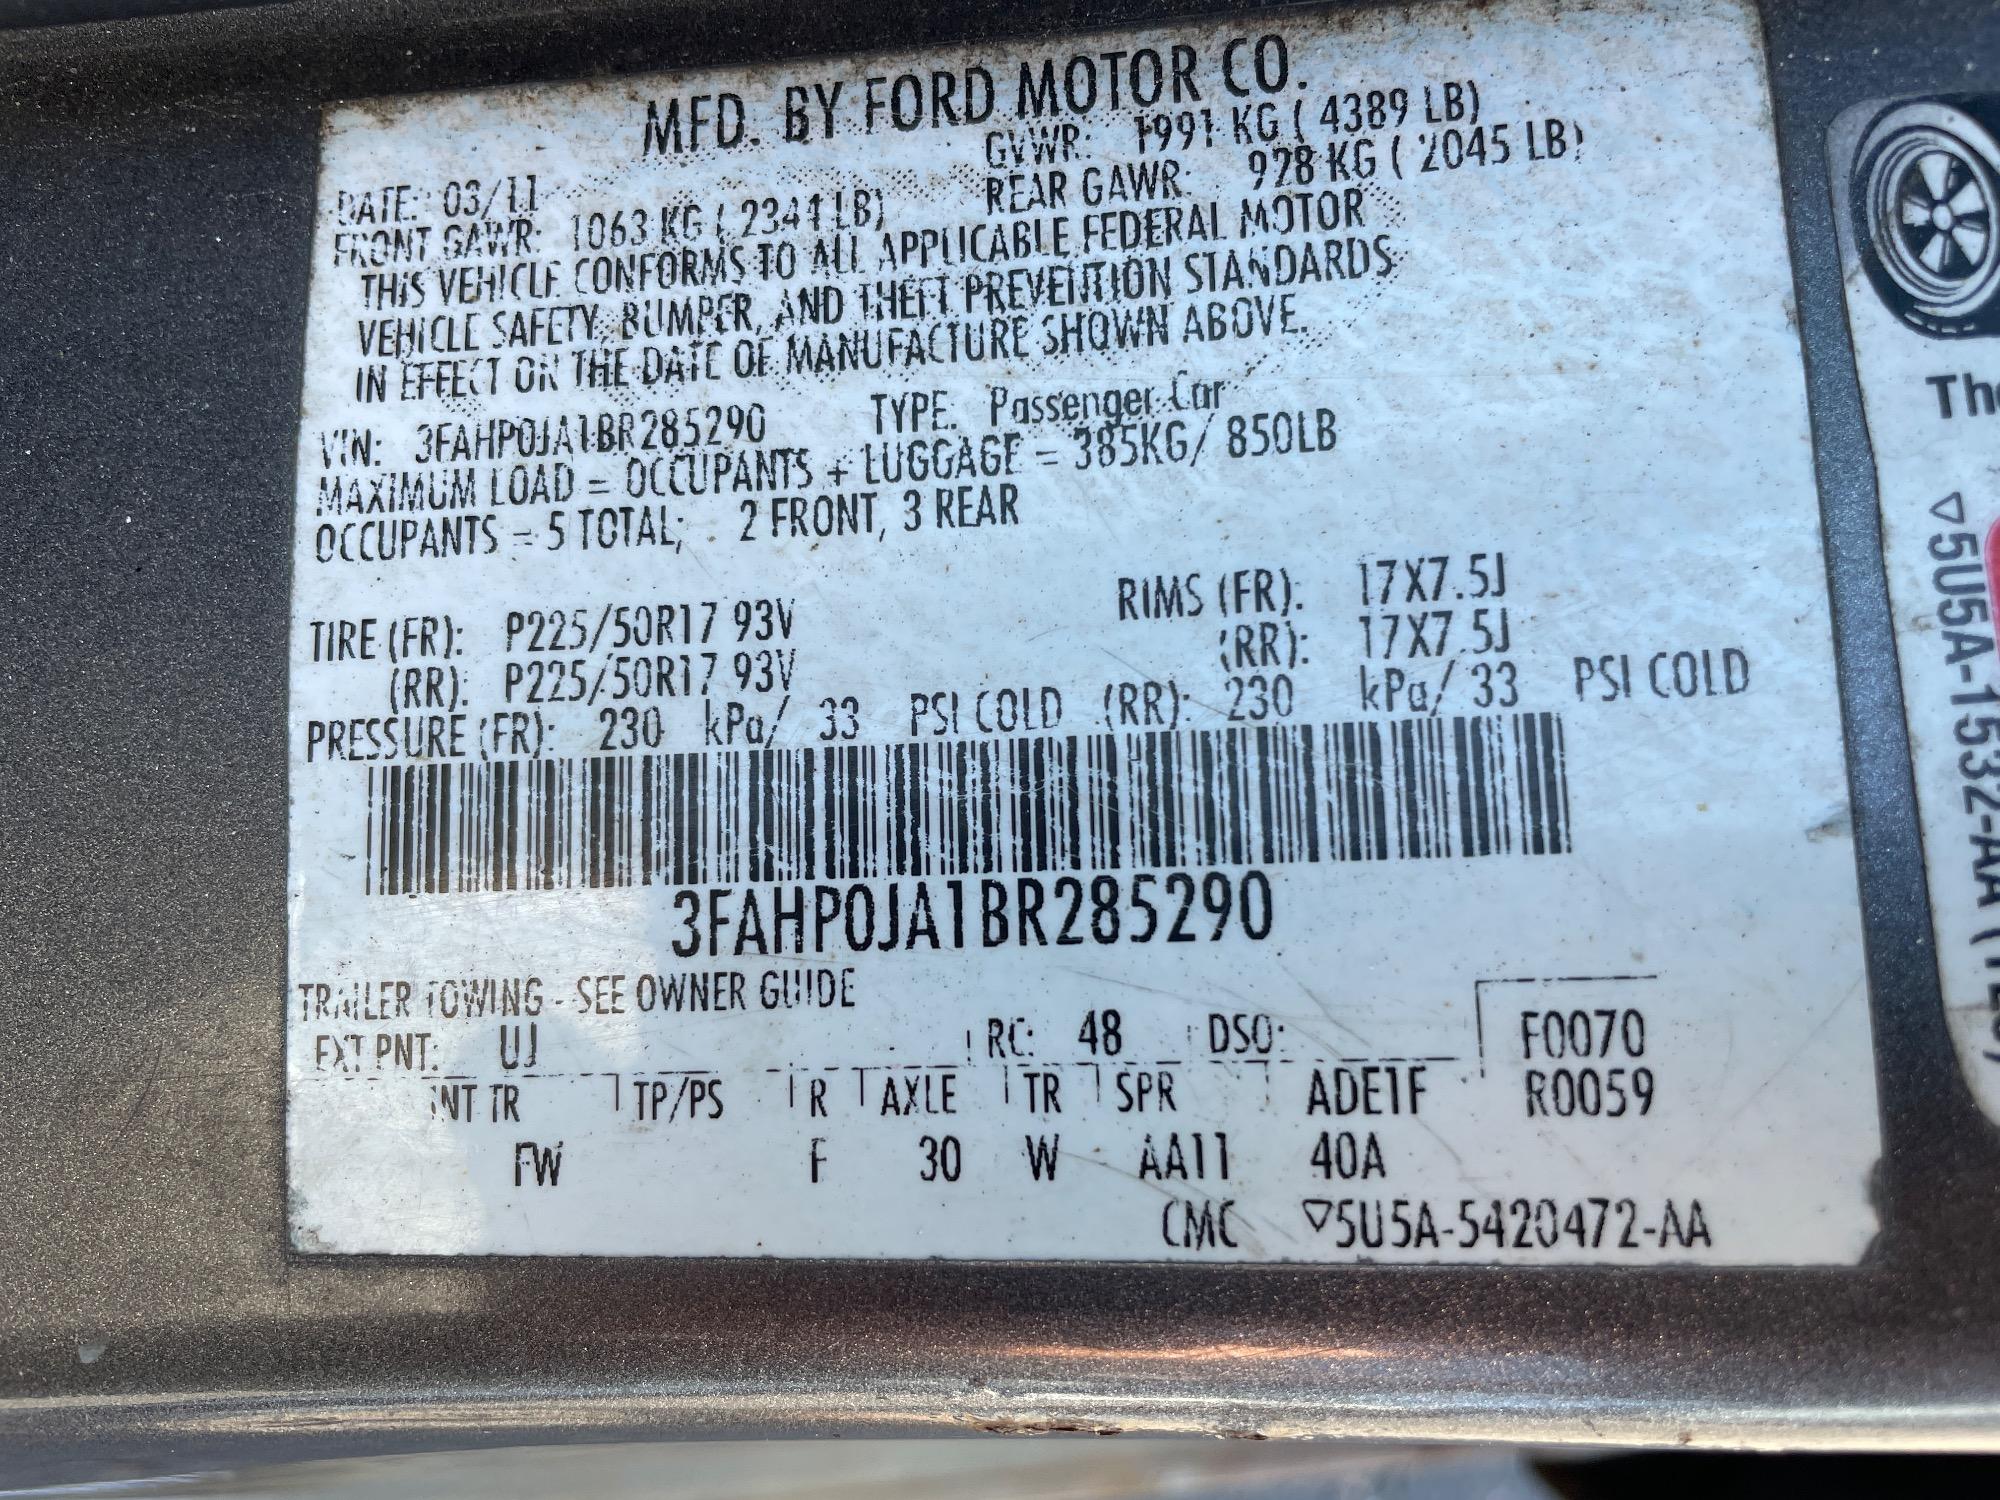 MFD. BY FORD MOTOR CO.
DATE: 03/11 GVWR: 1991 KG ( 4389 LB)
FRONT GAWR: 1063 KG ( 2344 LB) REAR GAWR: 928 KG ( 2045 LB)
THIS VEHICLE CONFORMS TO ALL APPLICABLE FEDERAL MOTOR
VEHICLE SAFETY, BUMPER, AND THEFT PREVENTION STANDARDS
IN EFFECT ON THE DATE OF MANUFACTURE SHOWN ABOVE.
VIN: 3FAHP0JA1BR285290 TYPE: Passenger Car
MAXIMUM LOAD = OCCUPANTS + LUGGAGE = 385KG/ 850LB
OCCUPANTS = 5 TOTAL; 2 FRONT, 3 REAR
TIRE (FR): P225/50R17 93V RIMS (FR): 17X7.5J
(RR): P225/50R17 93V (RR): 17X7.5J
PRESSURE (FR): 230 kPa/ 33 PSI COLD (RR): 230 kPa/ 33 PSI COLD
3FAHP0JA1BR285290
TRAILER TOWING - SEE OWNER GUIDE
EXT PNT: UJ RC: 48 DSO: F0070
INT TR TP/PS R AXLE TR SPR ADE1F R0059
FW F 30 W AA11 40A
CMC ▽5U5A-5420472-AA
▽5U5A-1532-AA